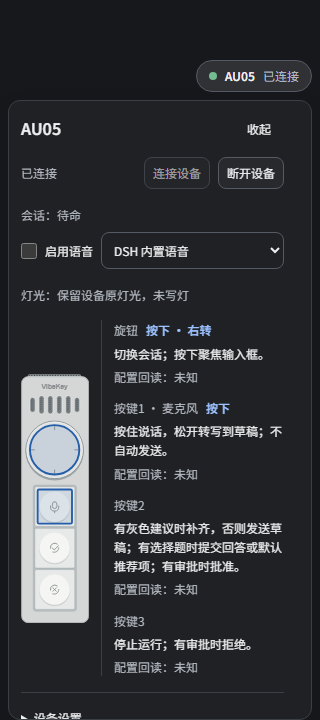 AU05 已连接
AU05 收起
已连接 连接设备 断开设备
会话：待命
启用语音 DSH 内置语音
灯光：保留设备原灯光，未写灯
VibeKey
旋钮 按下 · 右转
切换会话；按下聚焦输入框。
配置回读：未知
按键1 · 麦克风 按下
按住说话，松开转写到草稿；不
自动发送。
配置回读：未知
按键2
有灰色建议时补齐，否则发送草
稿；有选择题时提交回答或默认
推荐项；有审批时批准。
配置回读：未知
按键3
停止运行；有审批时拒绝。
配置回读：未知
设备设置